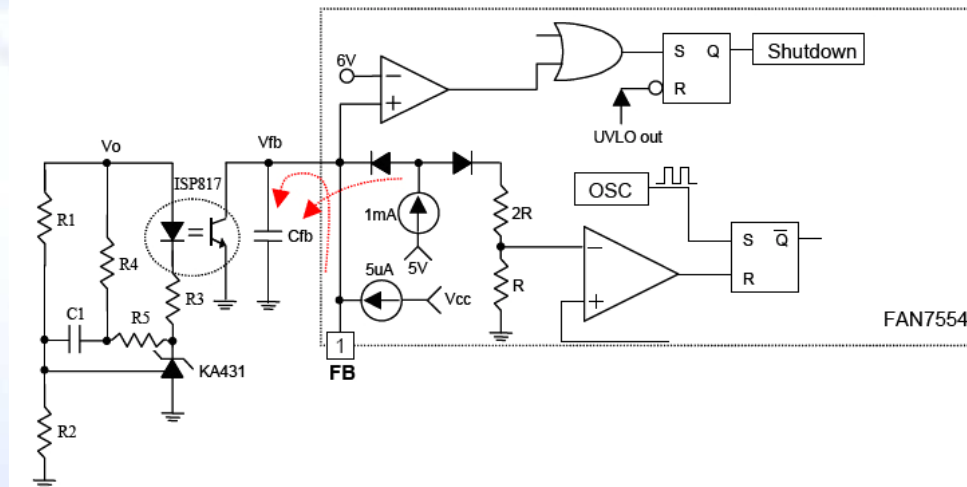 6V
S Q
R
Shutdown
UVLO out
Vo
Vfb
ISP817
OSC
1mA
2R
Cfb
5V
S Q̅
R
R1
R4
R3
5uA
Vcc
R
C1
R5
FAN7554
1
KA431
FB
R2